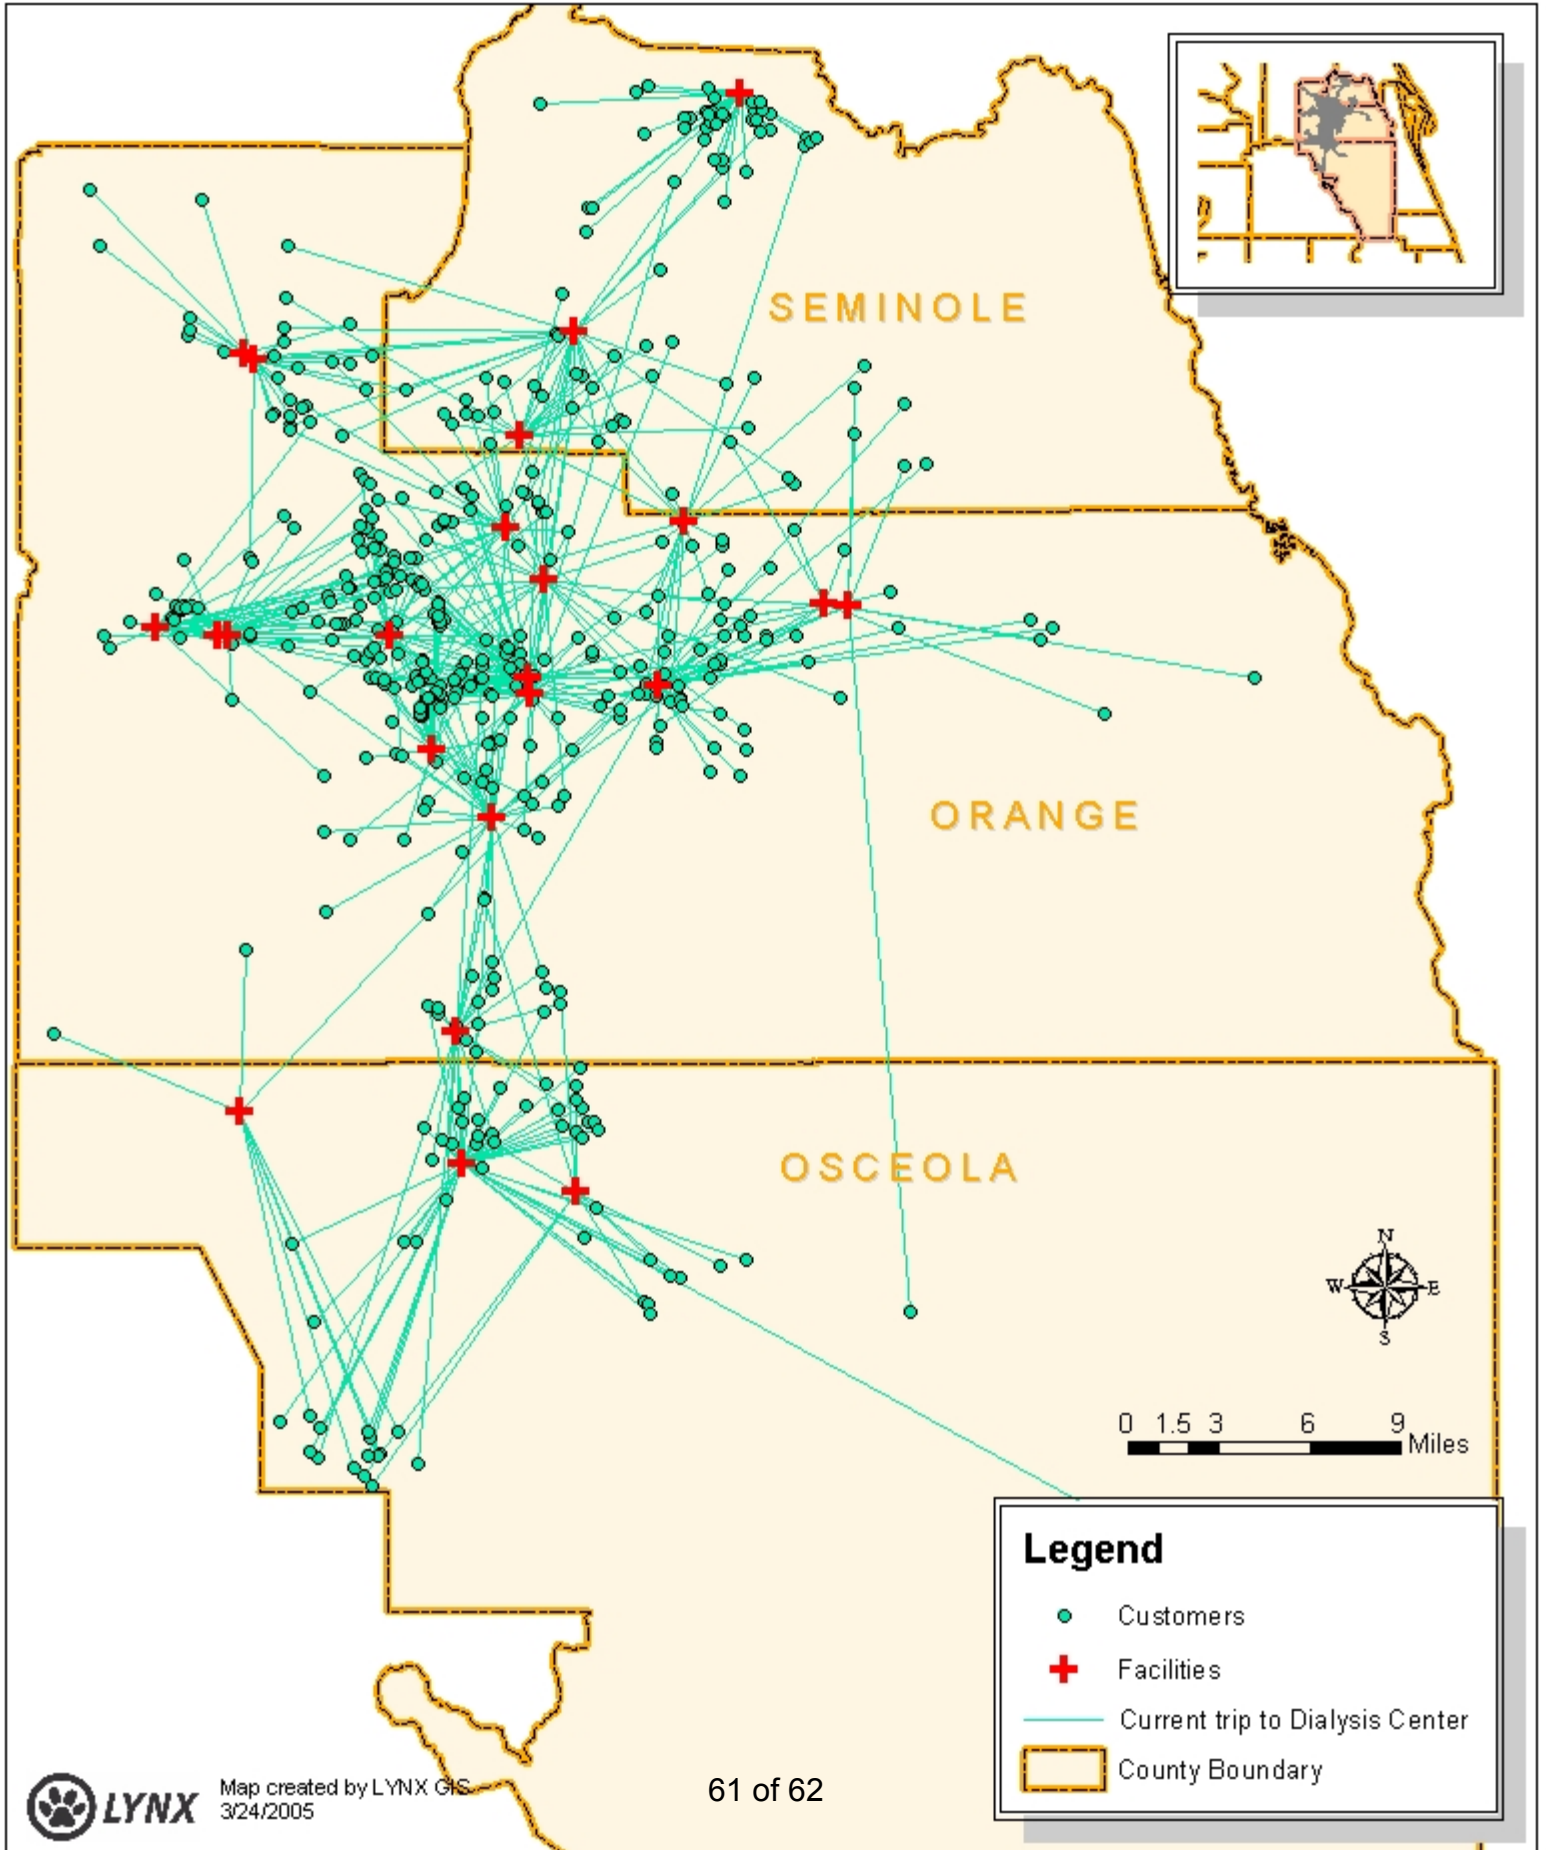 SEMINOLE
ORANGE
OSCEOLA
N
W E
S
0 1.5 3 6 9
Miles
Legend
Customers
Facilities
Current trip to Dialysis Center
County Boundary
LYNX
Map created by LYNX GIS
3/24/2005
61 of 62